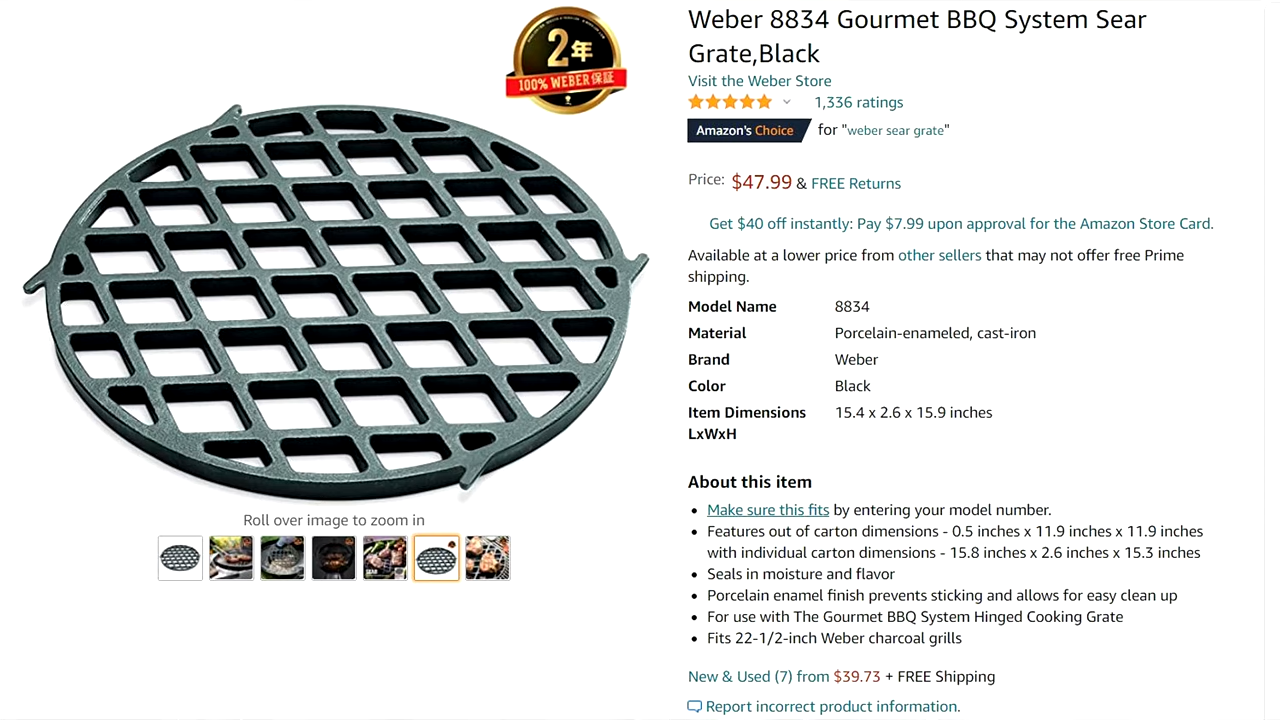 2年
100% WEBER保証
Roll over image to zoom in
Weber 8834 Gourmet BBQ System Sear
Grate,Black
Visit the Weber Store
1,336 ratings
Amazon's Choice for "weber sear grate"
Price: $47.99 & FREE Returns
Get $40 off instantly: Pay $7.99 upon approval for the Amazon Store Card.
Available at a lower price from other sellers that may not offer free Prime
shipping.
Model Name 8834
Material Porcelain-enameled, cast-iron
Brand Weber
Color Black
Item Dimensions 15.4 x 2.6 x 15.9 inches
LxWxH
About this item
• Make sure this fits by entering your model number.
• Features out of carton dimensions - 0.5 inches x 11.9 inches x 11.9 inches
with individual carton dimensions - 15.8 inches x 2.6 inches x 15.3 inches
• Seals in moisture and flavor
• Porcelain enamel finish prevents sticking and allows for easy clean up
• For use with The Gourmet BBQ System Hinged Cooking Grate
• Fits 22-1/2-inch Weber charcoal grills
New & Used (7) from $39.73 + FREE Shipping
Report incorrect product information.